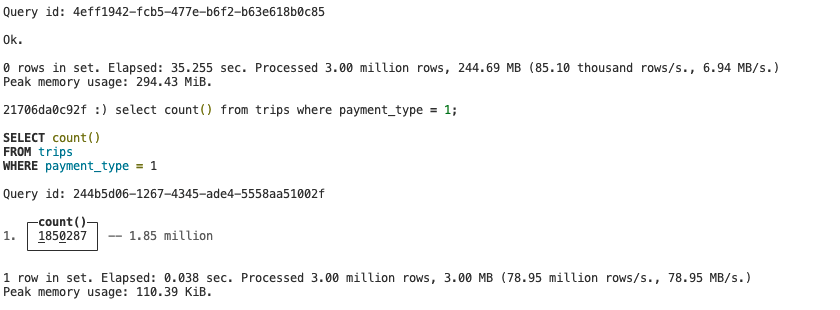 Query id: 4eff1942-fcb5-477e-b6f2-b63e618b0c85
Ok.
0 rows in set. Elapsed: 35.255 sec. Processed 3.00 million rows, 244.69 MB (85.10 thousand rows/s., 6.94 MB/s.)
Peak memory usage: 294.43 MiB.
21706da0c92f :) select count() from trips where payment_type = 1;
SELECT count()
FROM trips
WHERE payment_type = 1
Query id: 244b5d06-1267-4345-ade4-5558aa51002f
count()
1. 1850287 -- 1.85 million
1 row in set. Elapsed: 0.038 sec. Processed 3.00 million rows, 3.00 MB (78.95 million rows/s., 78.95 MB/s.)
Peak memory usage: 110.39 KiB.